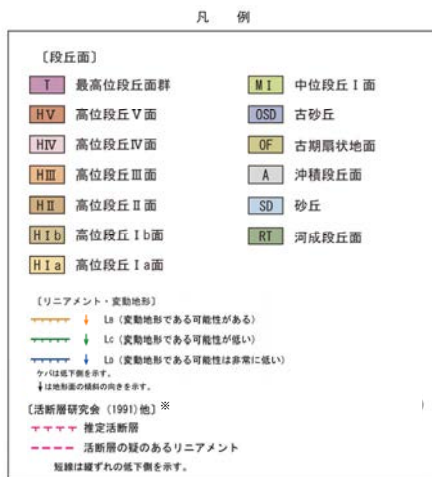 凡 例
〔段丘面〕
T 最高位段丘面群
HⅤ 高位段丘Ⅴ面
HⅣ 高位段丘Ⅳ面
HⅢ 高位段丘Ⅲ面
HⅡ 高位段丘Ⅱ面
HⅠb 高位段丘Ⅰb面
HⅠa 高位段丘Ⅰa面
MⅠ 中位段丘Ⅰ面
OSD 古砂丘
OF 古期扇状地面
A 沖積段丘面
SD 砂丘
RT 河成段丘面
〔リニアメント・変動地形〕
LB (変動地形である可能性がある)
LC (変動地形である可能性が低い)
LD (変動地形である可能性は非常に低い)
ケバは低下側を示す。
↓は地形面の傾斜の向きを示す。
〔活断層研究会(1991)他〕※
推定活断層
活断層の疑のあるリニアメント
短線は縦ずれの低下側を示す。
)